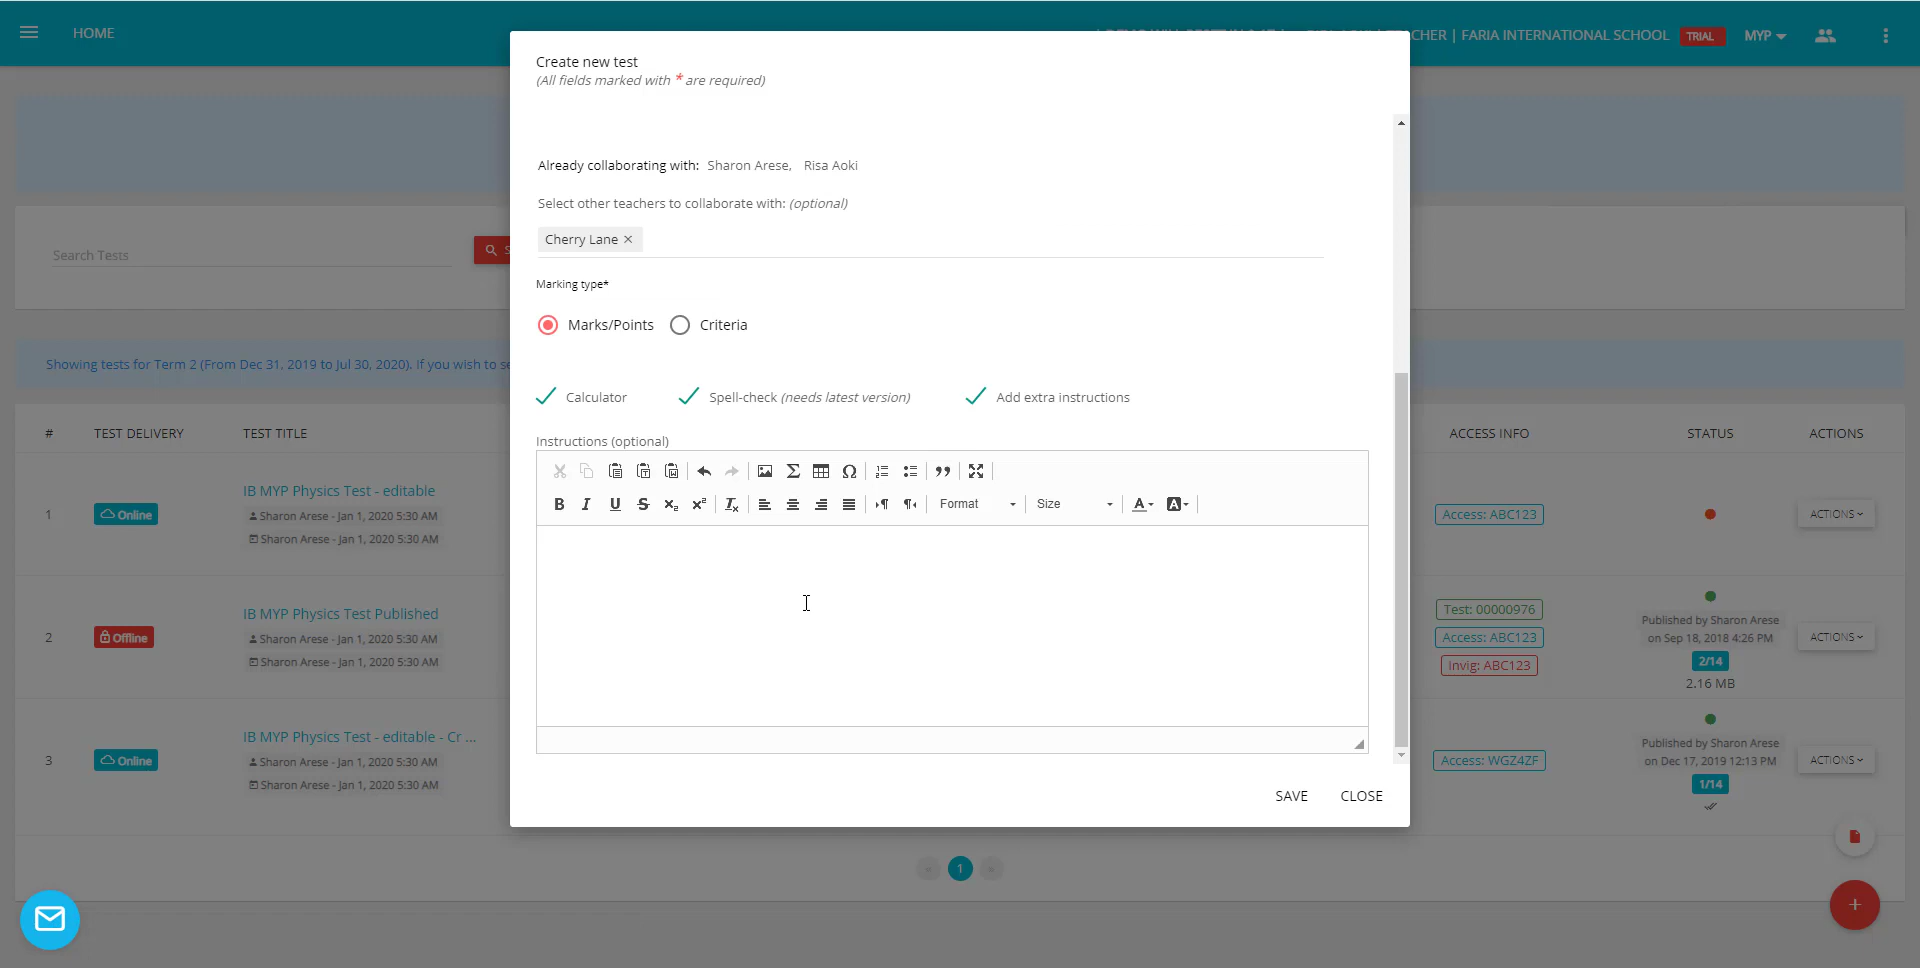 HOME
CHER | FARIA INTERNATIONAL SCHOOL TRIAL MYP
Create new test
(All fields marked with * are required)
Already collaborating with: Sharon Arese, Risa Aoki
Select other teachers to collaborate with: (optional)
Cherry Lane ×
Search Tests
Marking type*
Marks/Points Criteria
Showing tests for Term 2 (From Dec 31, 2019 to Jul 30, 2020). If you wish to se
Calculator Spell-check (needs latest version) Add extra instructions
Instructions (optional)
Format Size
# TEST DELIVERY TEST TITLE ACCESS INFO STATUS ACTIONS
1 Online IB MYP Physics Test - editable Access: ABC123 ACTIONS
Sharon Arese - Jan 1, 2020 5:30 AM
Sharon Arese - Jan 1, 2020 5:30 AM
2 Offline IB MYP Physics Test Published
Sharon Arese - Jan 1, 2020 5:30 AM
Sharon Arese - Jan 1, 2020 5:30 AM
Test: 00000976
Access: ABC123
Invig: ABC123
Published by Sharon Arese
on Sep 18, 2018 4:26 PM
2/14
2.16 MB
ACTIONS
3 Online IB MYP Physics Test - editable - Cr ...
Sharon Arese - Jan 1, 2020 5:30 AM
Sharon Arese - Jan 1, 2020 5:30 AM
Access: WGZ4ZF
Published by Sharon Arese
on Dec 17, 2019 12:13 PM
1/14
ACTIONS
SAVE CLOSE
« 1 »